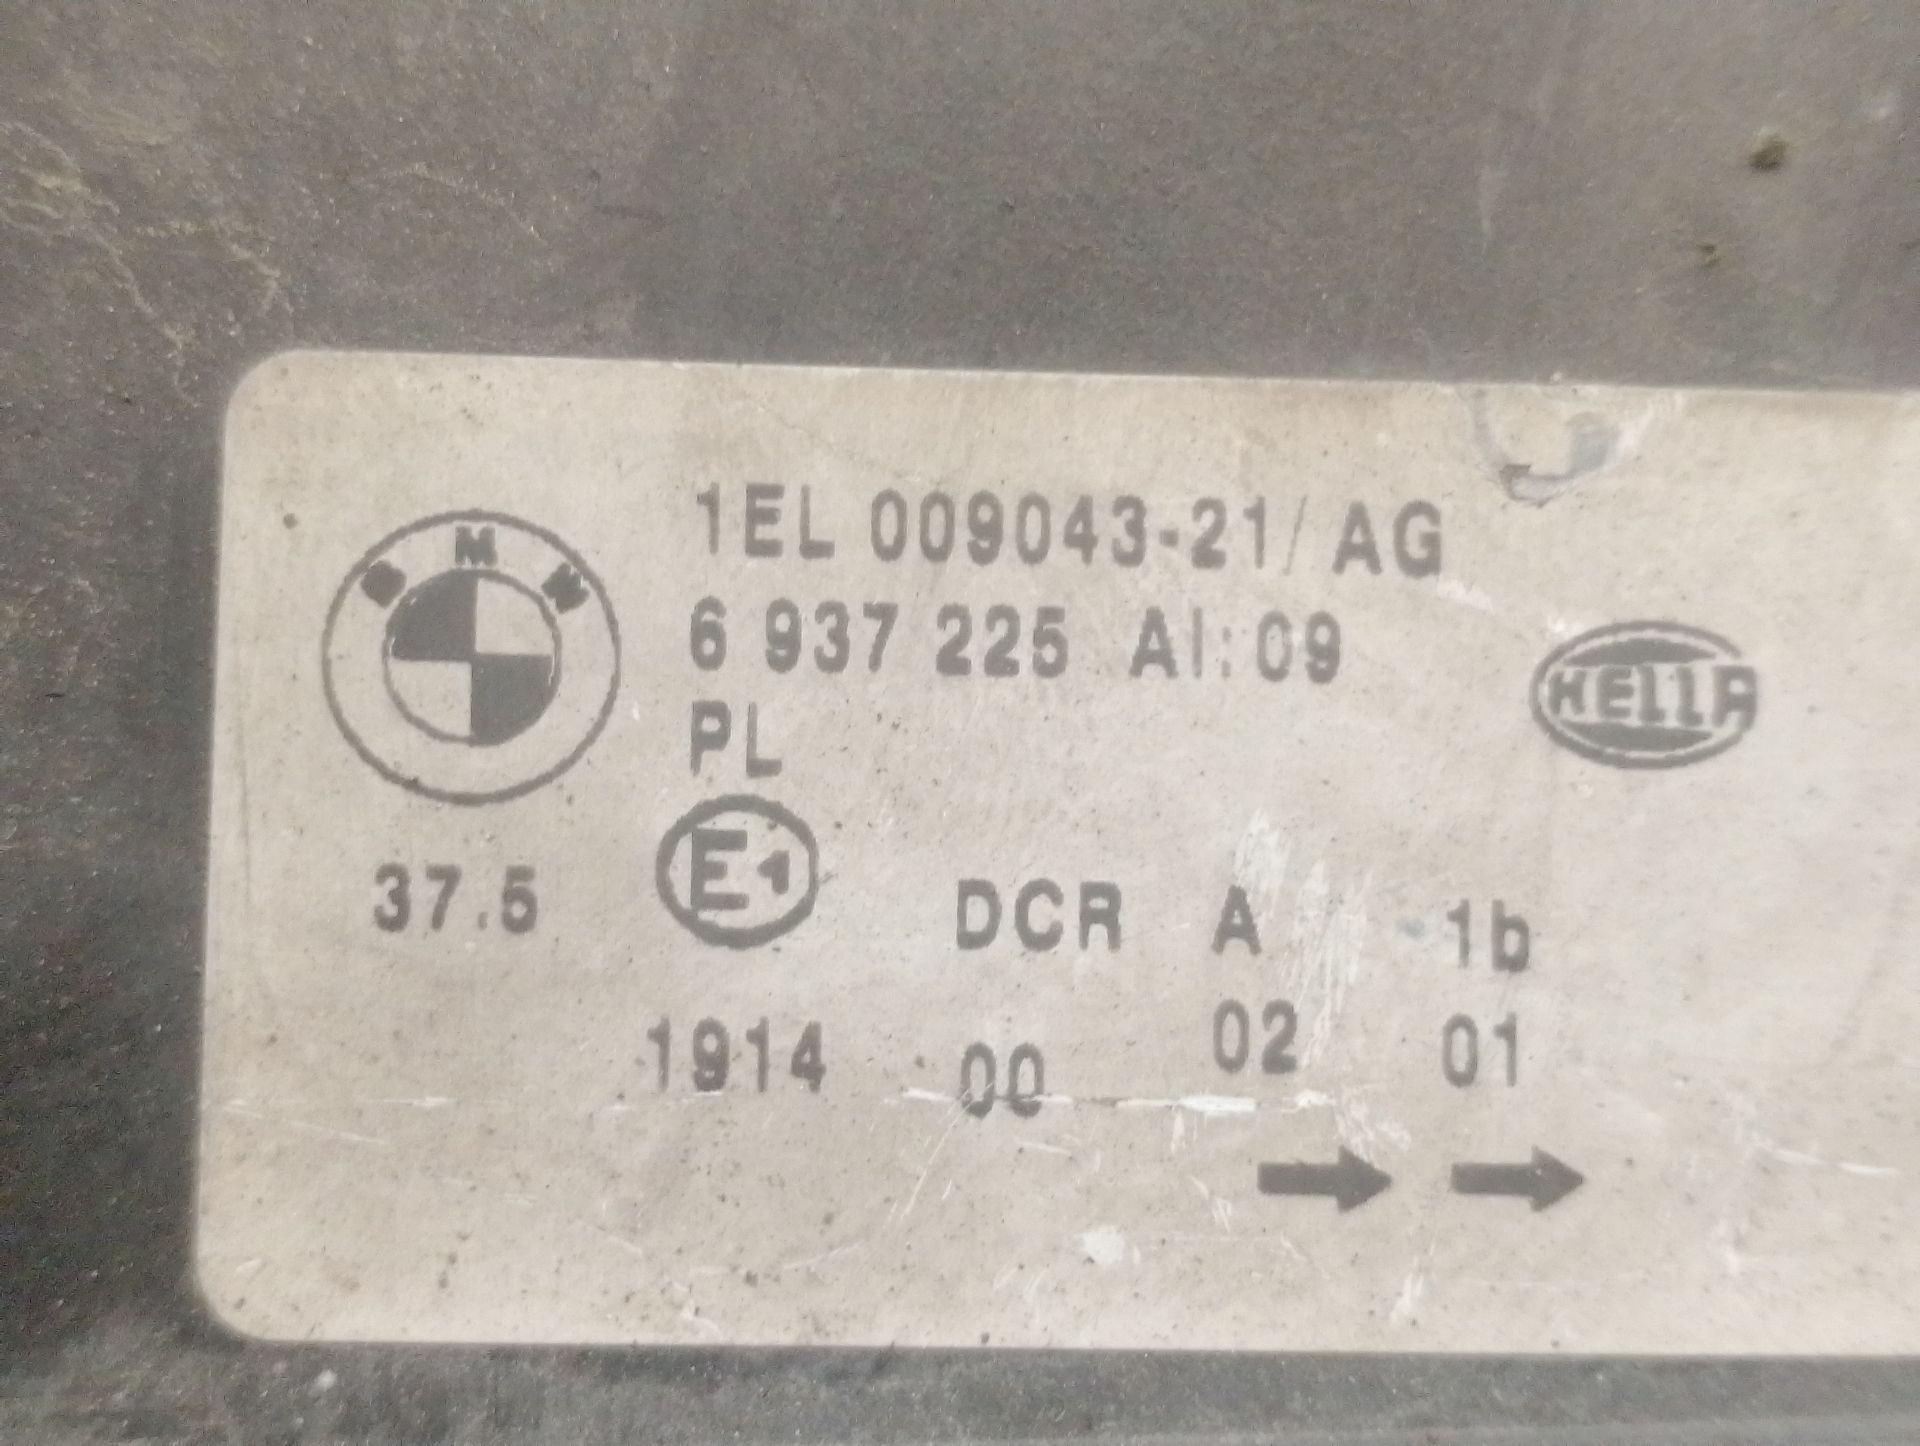 1EL 009043-21/ AG
BMW
6 937 225 AI: 09
HELLA
PL
37.5 E1 DCR A 1b
1914 00 02 01